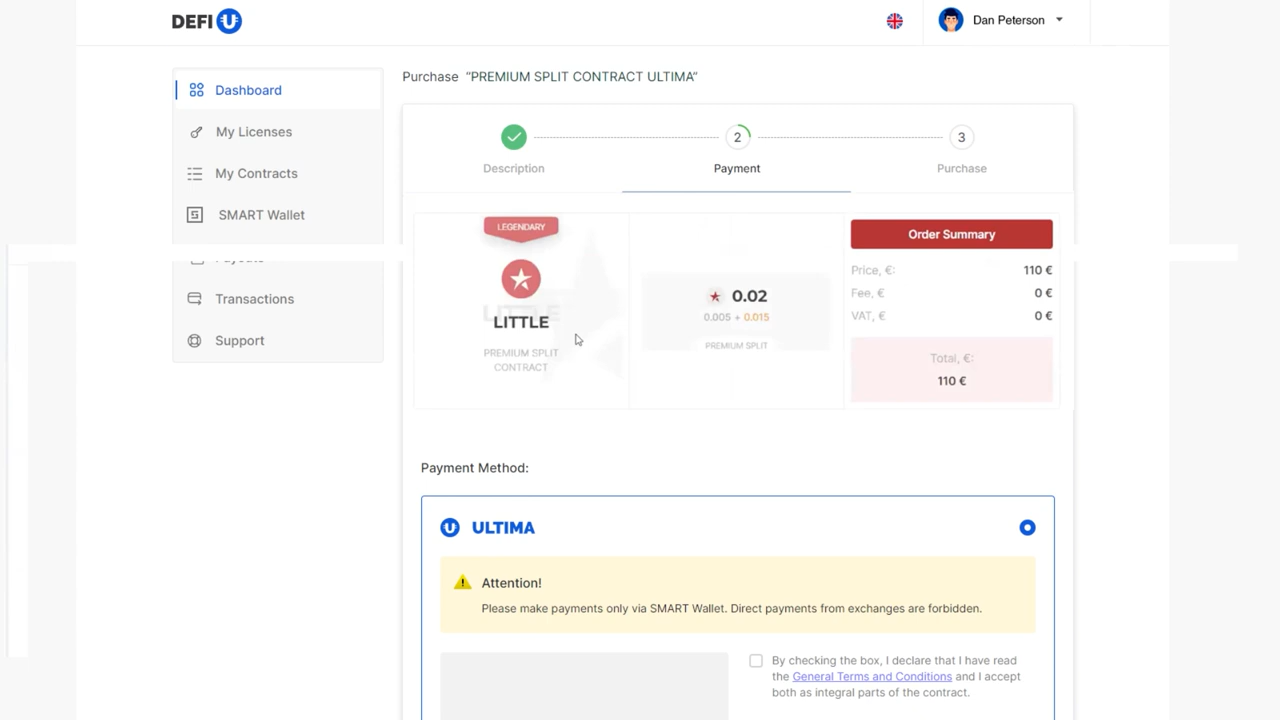 DEFI
Dan Peterson
Dashboard
My Licenses
My Contracts
SMART Wallet
Transactions
Support
Purchase "PREMIUM SPLIT CONTRACT ULTIMA"
2
3
Description
Payment
Purchase
LEGENDARY
LITTLE
PREMIUM SPLIT
CONTRACT
0.02
0.005 + 0.015
PREMIUM SPLIT
Order Summary
Price, €: 110 €
Fee, € 0 €
VAT, € 0 €
Total, €:
110 €
Payment Method:
ULTIMA
Attention!
Please make payments only via SMART Wallet. Direct payments from exchanges are forbidden.
By checking the box, I declare that I have read
the General Terms and Conditions and I accept
both as integral parts of the contract.